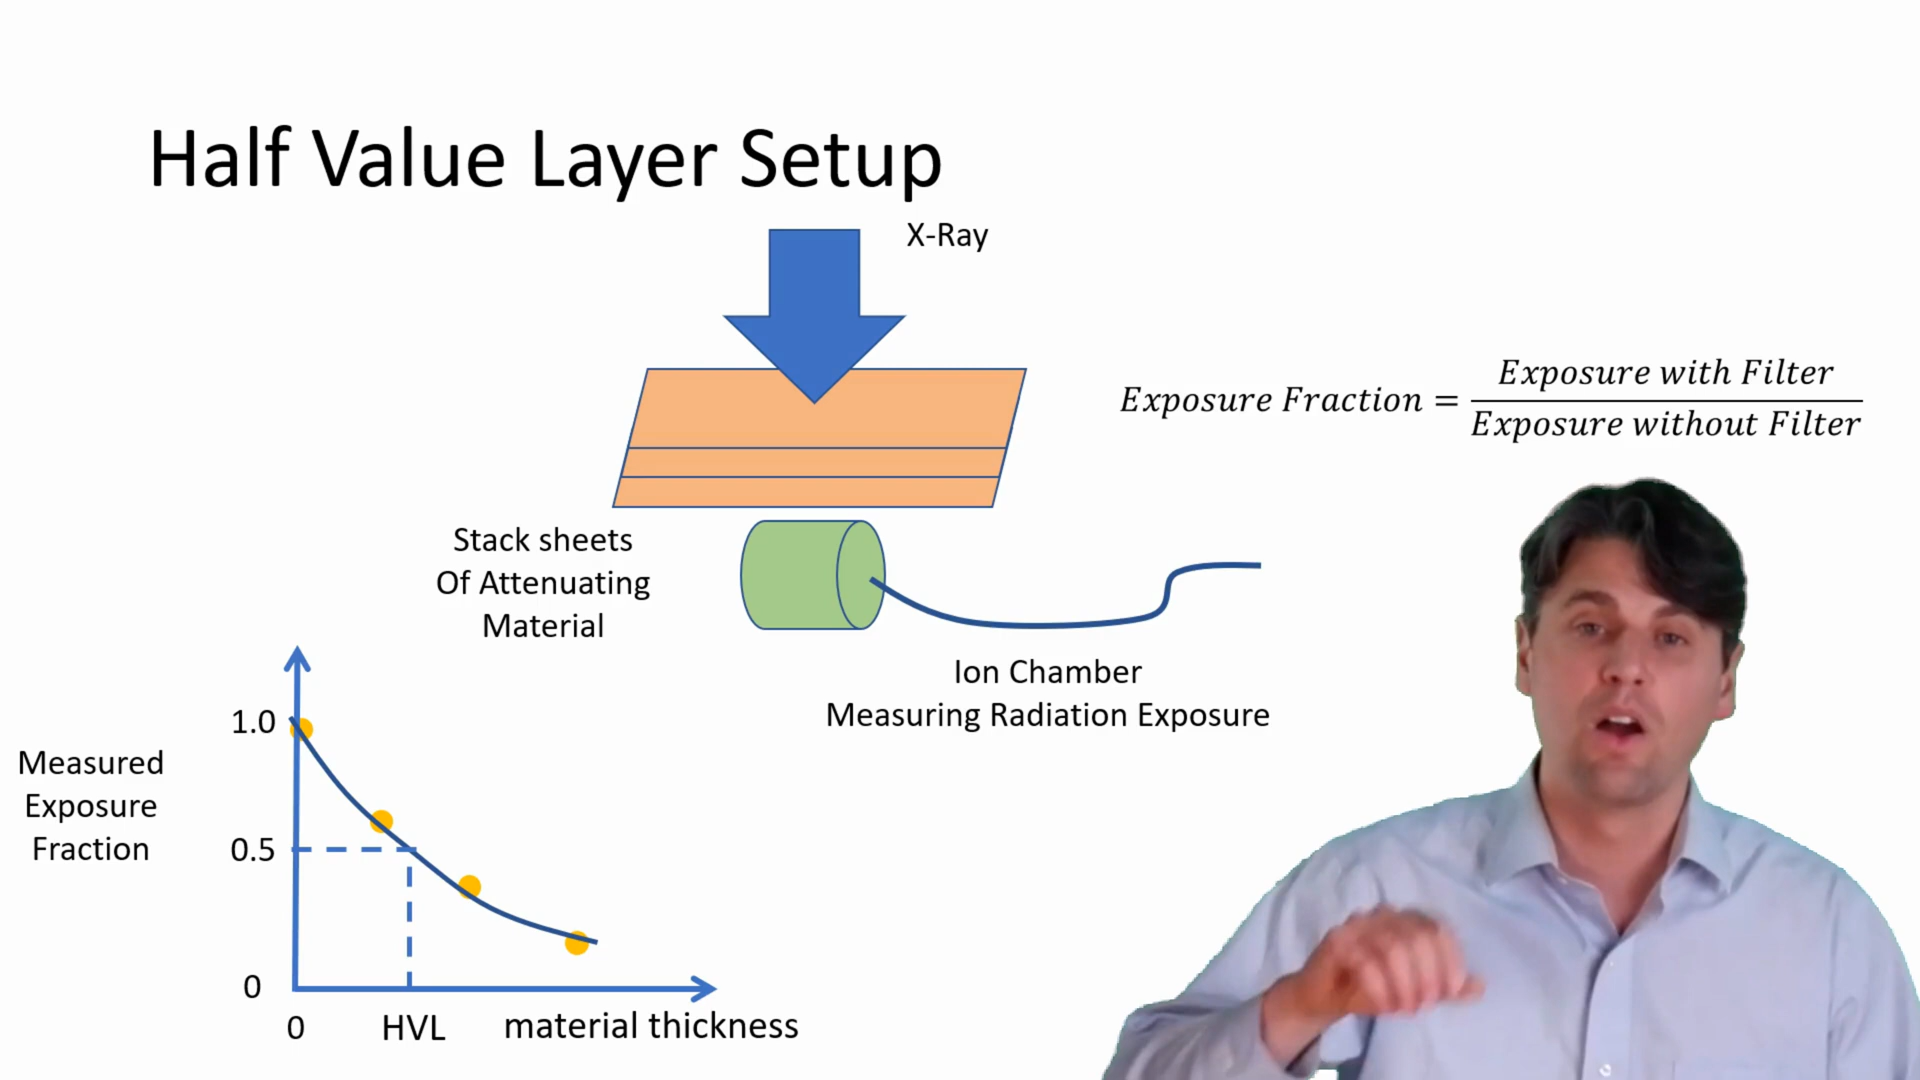 Half Value Layer Setup
X-Ray
Exposure Fraction = Exposure with Filter
Exposure without Filter
Stack sheets
Of Attenuating
Material
Ion Chamber
Measuring Radiation Exposure
Measured
Exposure
Fraction
1.0
0.5
0
0
HVL
material thickness